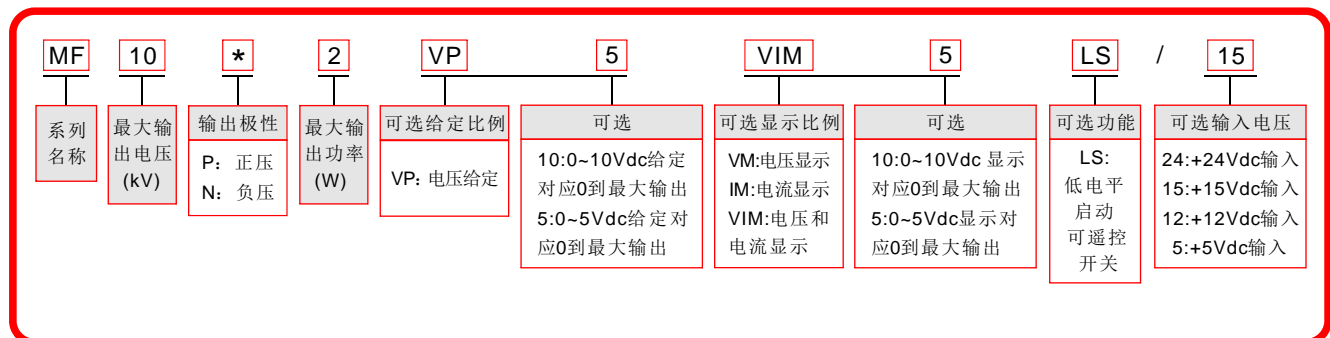 MF 10 * 2 VP 5 VIM 5 LS / 15
系列
名称
最大输
出电压
(kV)
输出极性
P：正压
N：负压
最大输
出功率
(W)
可选给定比例
VP：电压给定
可选
10:0~10Vdc给定
对应0到最大输出
5:0~5Vdc给定对
应0到最大输出
可选显示比例
VM:电压显示
IM:电流显示
VIM:电压和
电流显示
可选
10:0~10Vdc 显示
对应0到最大输出
5:0~5Vdc显示对
应0到最大输出
可选功能
LS:
低电平
启动
可遥控
开关
可选输入电压
24:+24Vdc输入
15:+15Vdc输入
12:+12Vdc输入
5:+5Vdc输入